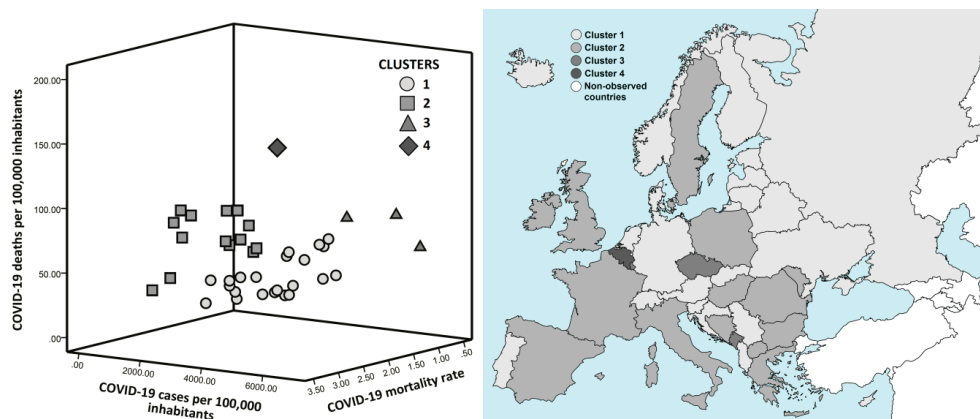 200.00
150.00
100.00
50.00
.00
COVID-19 deaths per 100,000 inhabitants
CLUSTERS
1
2
3
4
.00
2000.00
4000.00
6000.00
COVID-19 cases per 100,000
inhabitants
3.50
3.00
2.50
2.00
1.50
1.00
.50
COVID-19 mortality rate
Cluster 1
Cluster 2
Cluster 3
Cluster 4
Non-observed
countries